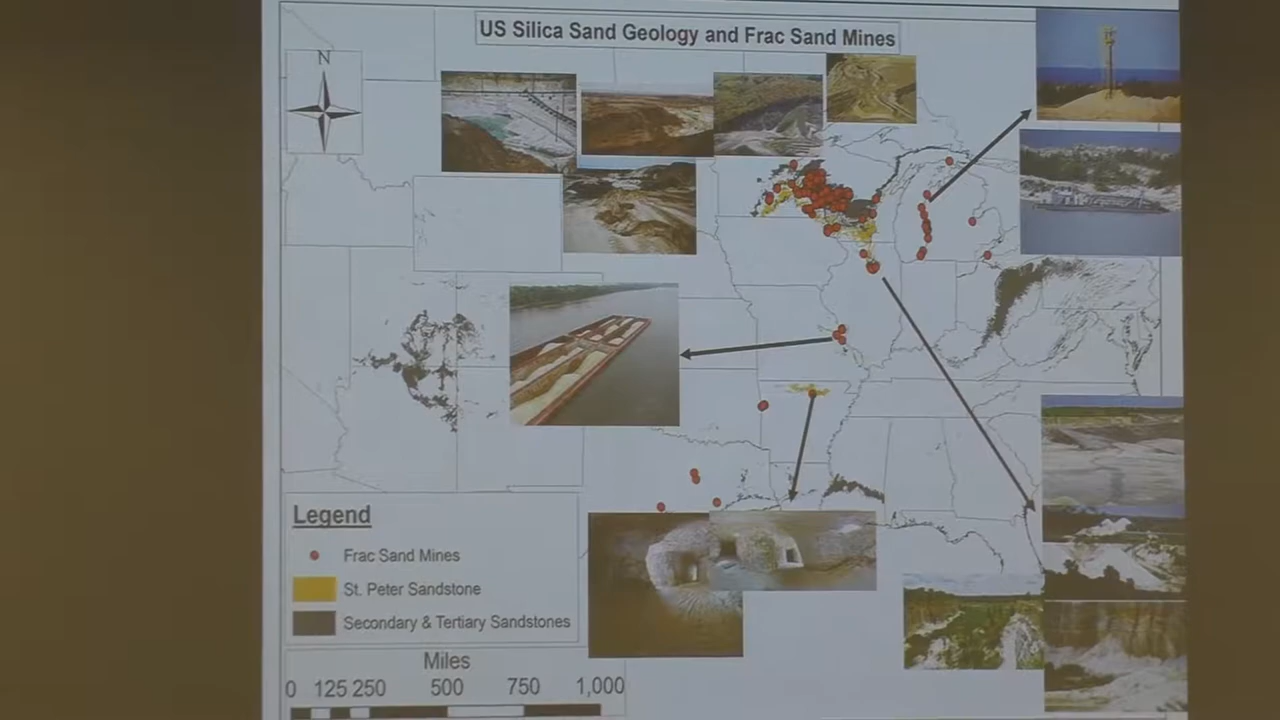 US Silica Sand Geology and Frac Sand Mines
N
Legend
Frac Sand Mines
St. Peter Sandstone
Secondary & Tertiary Sandstones
Miles
0 125 250 500 750 1,000